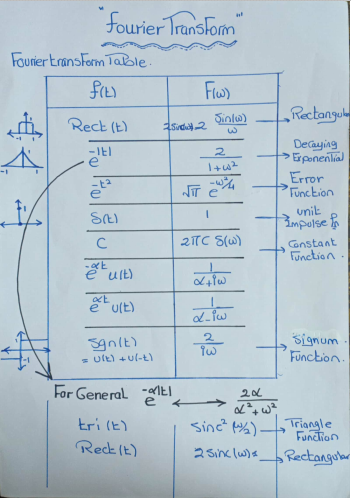 "Fourier Transform"
Fourier transform Table.
f(t) F(ω)
Rect (t) 2 sin(ω) 2 sin(ω)/ω → Rectangular
e^-|t| 2/(1+ω²) → Decaying Exponential
e^-t² √π e^-ω²/4 → Error Function
δ(t) 1 → unit Impulse fn
C 2πC δ(ω) → Constant Function.
e^-αt u(t) 1/(α+iω)
e^αt u(t) 1/(α-iω)
Sgn(t) 2/iω → Signum Function.
= u(t) + u(-t)
For General e^-α|t| ↔ 2α/(α²+ω²)
tri (t) sinc² (ω/2) → Triangle Function
Rect (t) 2 sinc(ω) → Rectangular